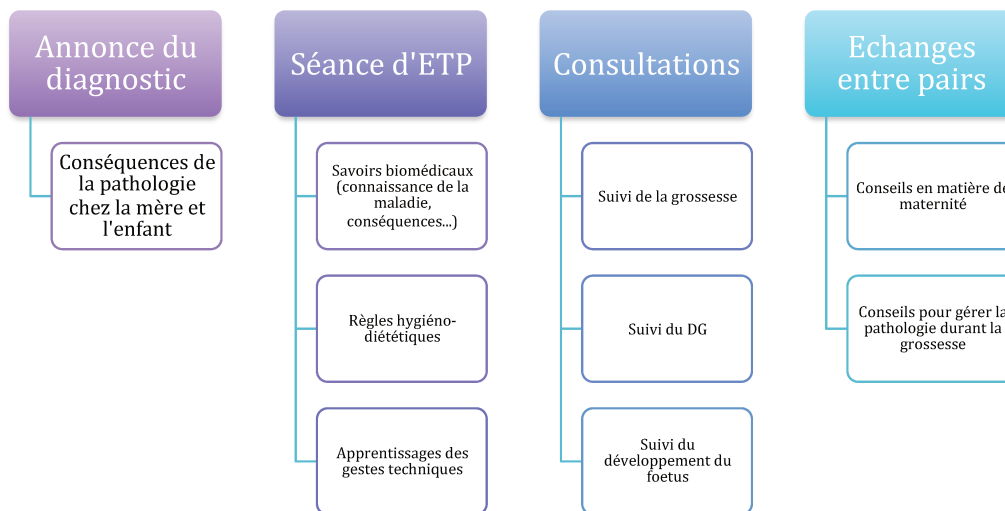 Annonce du
diagnostic
Conséquences de
la pathologie
chez la mère et
l'enfant
Séance d'ETP
Savoirs biomédicaux
(connaissance de la
maladie,
conséquences...)
Règles hygiéno-
diététiques
Apprentissages des
gestes techniques
Consultations
Suivi de la grossesse
Suivi du DG
Suivi du
développement du
foetus
Echanges
entre pairs
Conseils en matière de
maternité
Conseils pour gérer la
pathologie durant la
grossesse